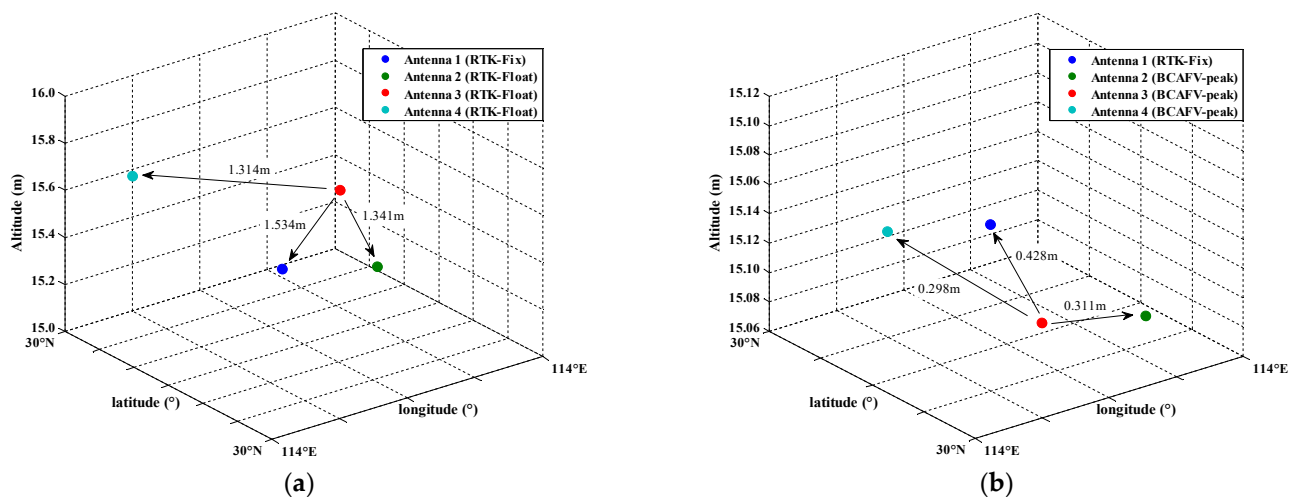 Antenna 1 (RTK-Fix)
Antenna 2 (RTK-Float)
Antenna 3 (RTK-Float)
Antenna 4 (RTK-Float)
16.0
15.8
15.6
15.4
15.2
15.0
Altitude (m)
1.314m
1.534m
1.341m
30°N
latitude (°)
30°N
114°E
longitude (°)
114°E
(a)
Antenna 1 (RTK-Fix)
Antenna 2 (BCAFV-peak)
Antenna 3 (BCAFV-peak)
Antenna 4 (BCAFV-peak)
15.12
15.10
15.08
15.06
15.14
15.12
15.10
15.08
15.06
Altitude (m)
0.428m
0.298m
0.311m
30°N
latitude (°)
30°N
114°E
longitude (°)
114°E
(b)